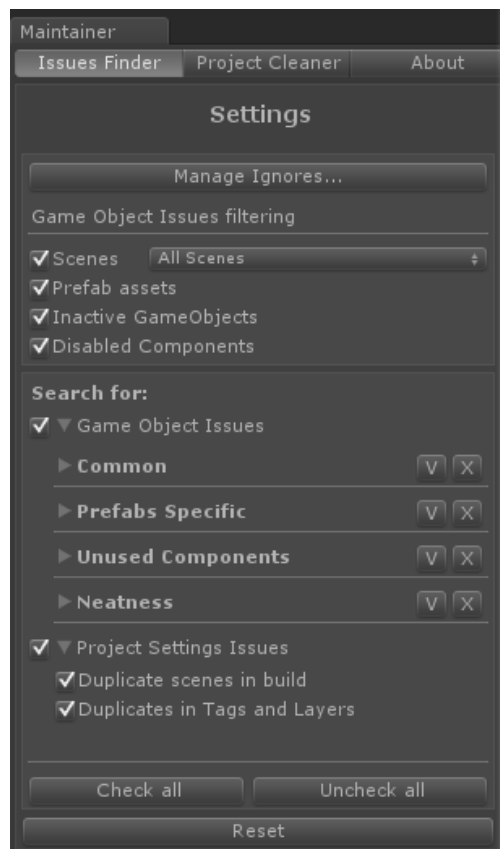 Maintainer
Issues Finder Project Cleaner About
Settings
Manage Ignores...
Game Object Issues filtering
Scenes All Scenes
Prefab assets
Inactive GameObjects
Disabled Components
Search for:
Game Object Issues
Common V X
Prefabs Specific V X
Unused Components V X
Neatness V X
Project Settings Issues
Duplicate scenes in build
Duplicates in Tags and Layers
Check all Uncheck all
Reset